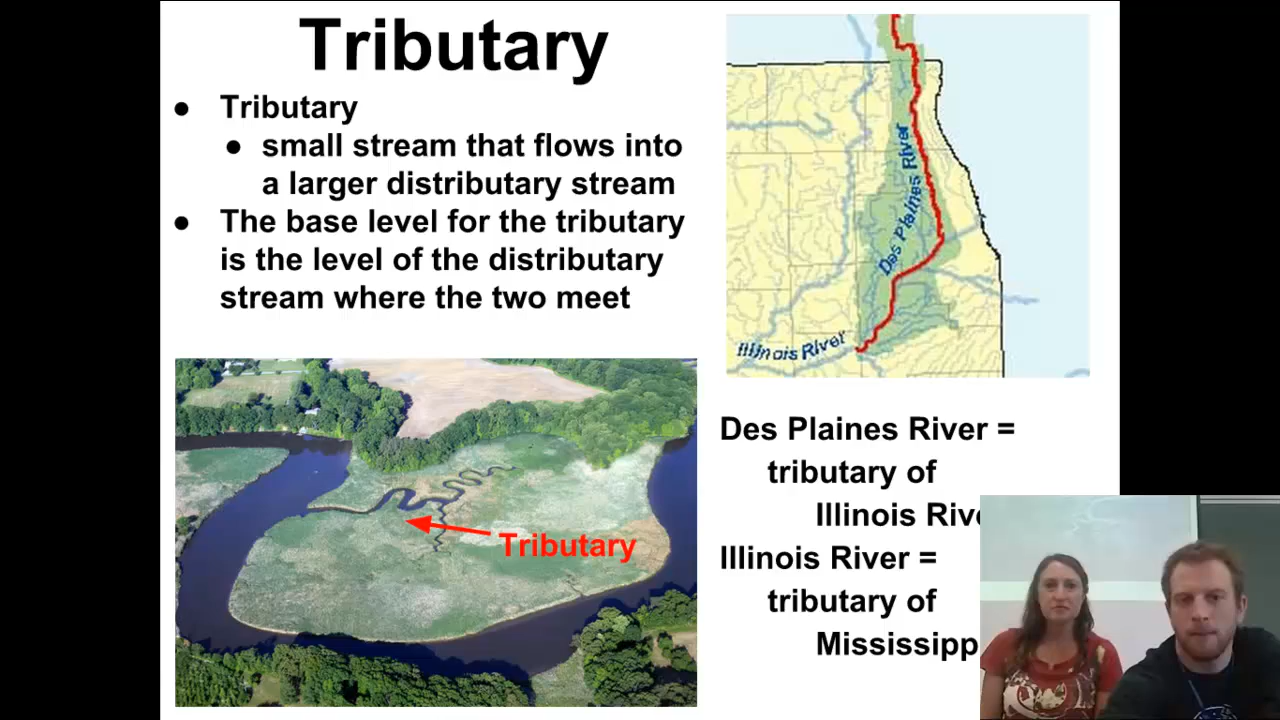 Tributary
● Tributary
● small stream that flows into
a larger distributary stream
● The base level for the tributary
is the level of the distributary
stream where the two meet
Des Plaines River
Illinois River
Des Plaines River =
tributary of
Illinois Rive
Illinois River =
tributary of
Mississipp
Tributary